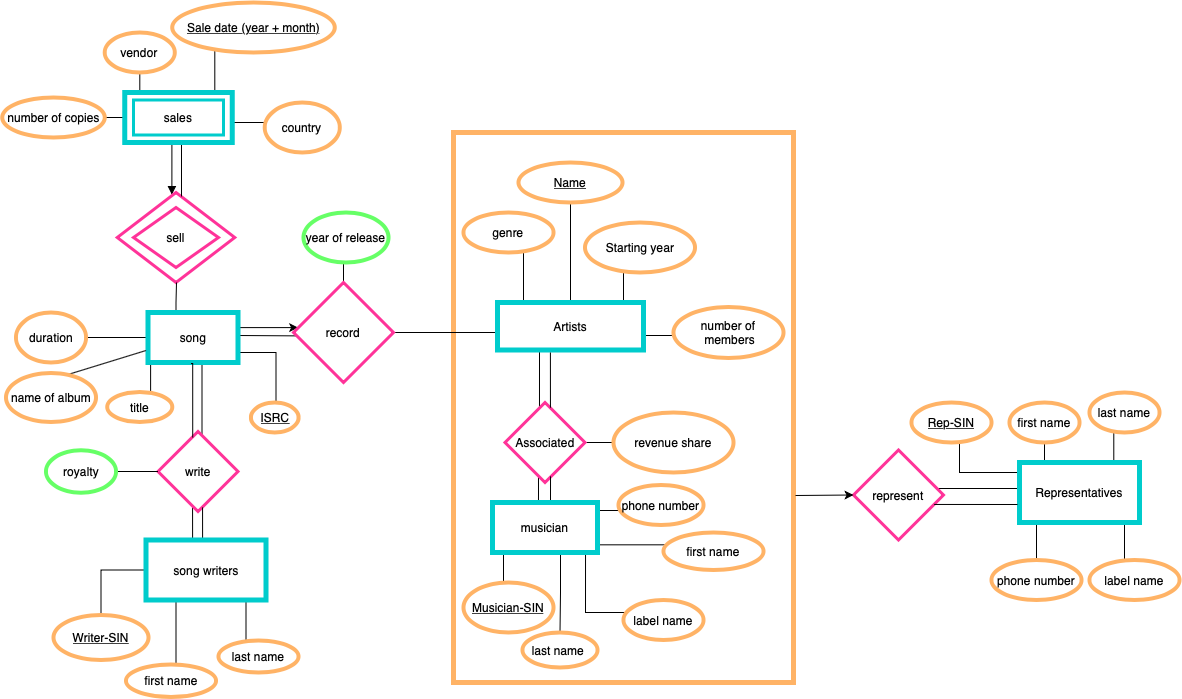 Sale date (year + month)
vendor
number of copies
sales
country
sell
year of release
duration
song
record
name of album
title
ISRC
royalty
write
song writers
Writer-SIN
first name
last name
Name
genre
Starting year
Artists
number of
members
Associated
revenue share
phone number
musician
first name
Musician-SIN
label name
last name
represent
Rep-SIN
first name
last name
Representatives
phone number
label name